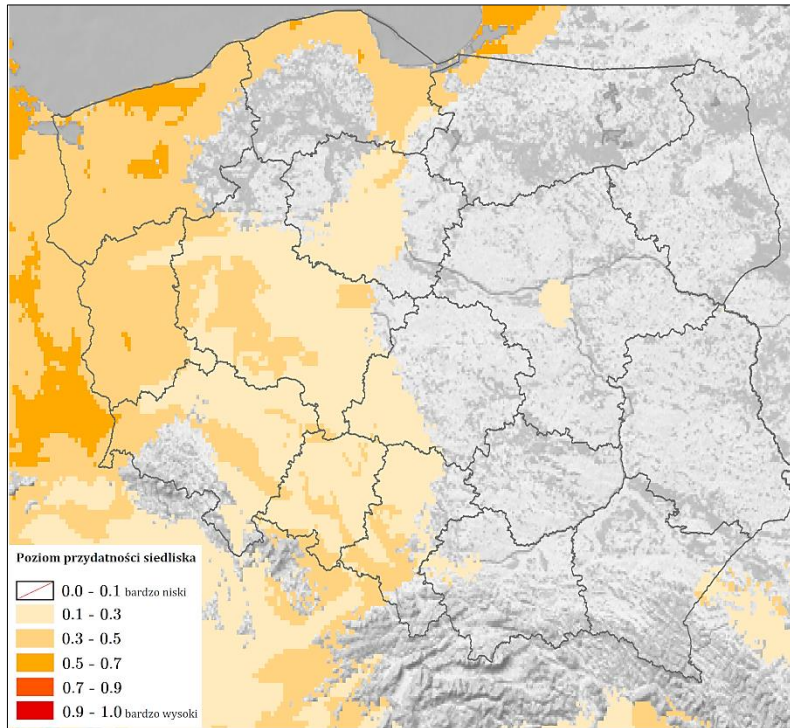 Poziom przydatności siedliska
0.0 - 0.1 bardzo niski
0.1 - 0.3
0.3 - 0.5
0.5 - 0.7
0.7 - 0.9
0.9 - 1.0 bardzo wysoki